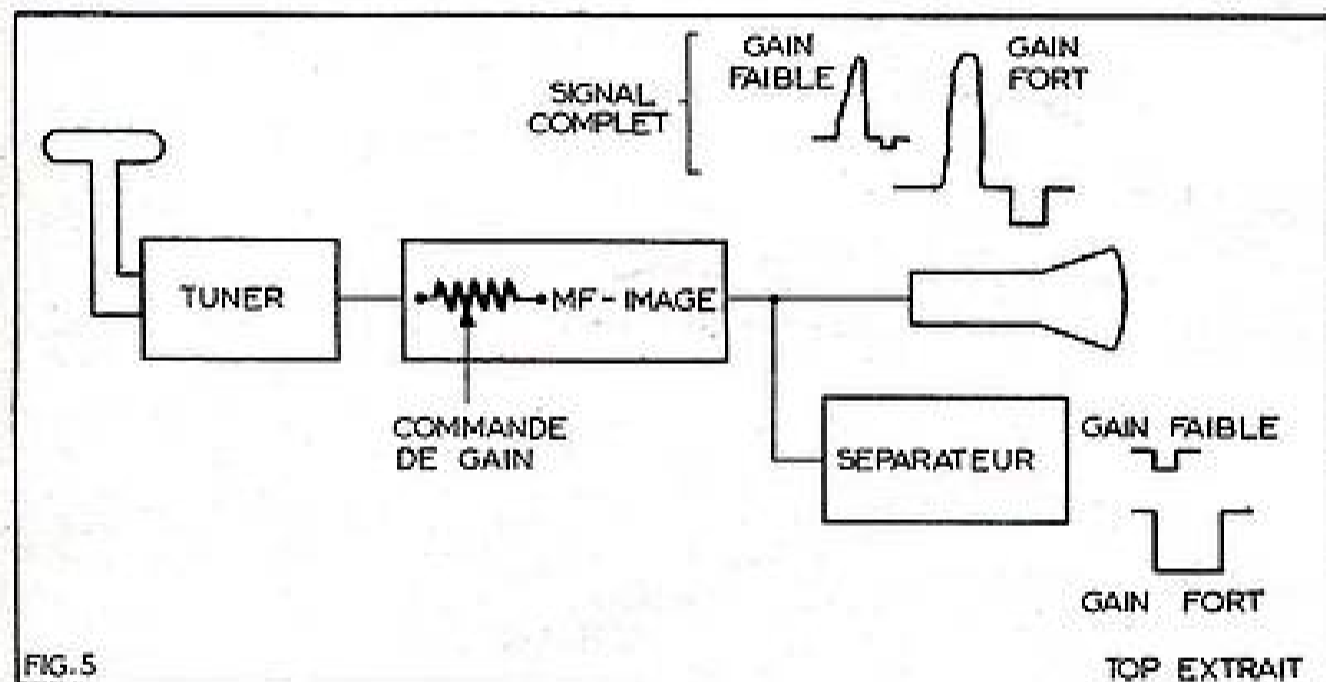 SIGNAL
COMPLET
GAIN
FAIBLE
GAIN
FORT
TUNER
MF-IMAGE
COMMANDE
DE GAIN
SEPARATEUR
GAIN FAIBLE
GAIN FORT
FIG.5
TOP EXTRAIT